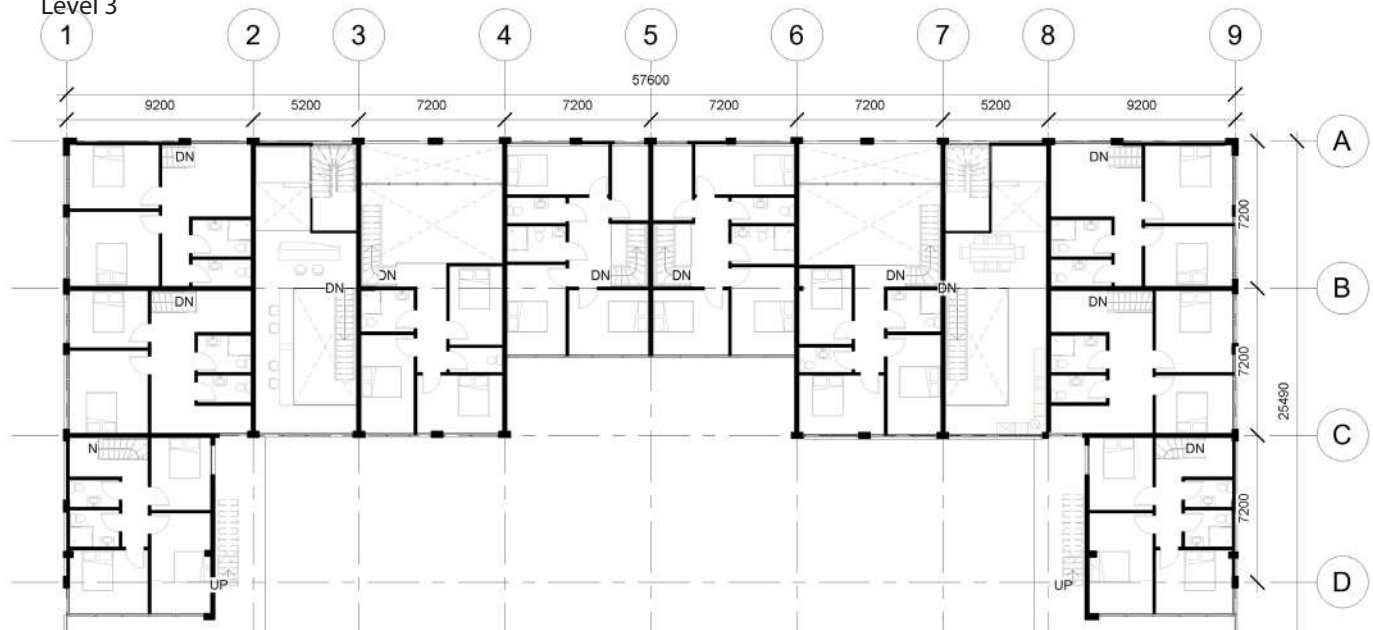 Level 3
1 2 3 4 5 6 7 8 9
57600
9200 5200 7200 7200 7200 7200 5200 9200
A
DN DN
7200
DN DN DN DN
DN DN
B
DN DN
7200
25490
C
N DN
7200
UP UP
D